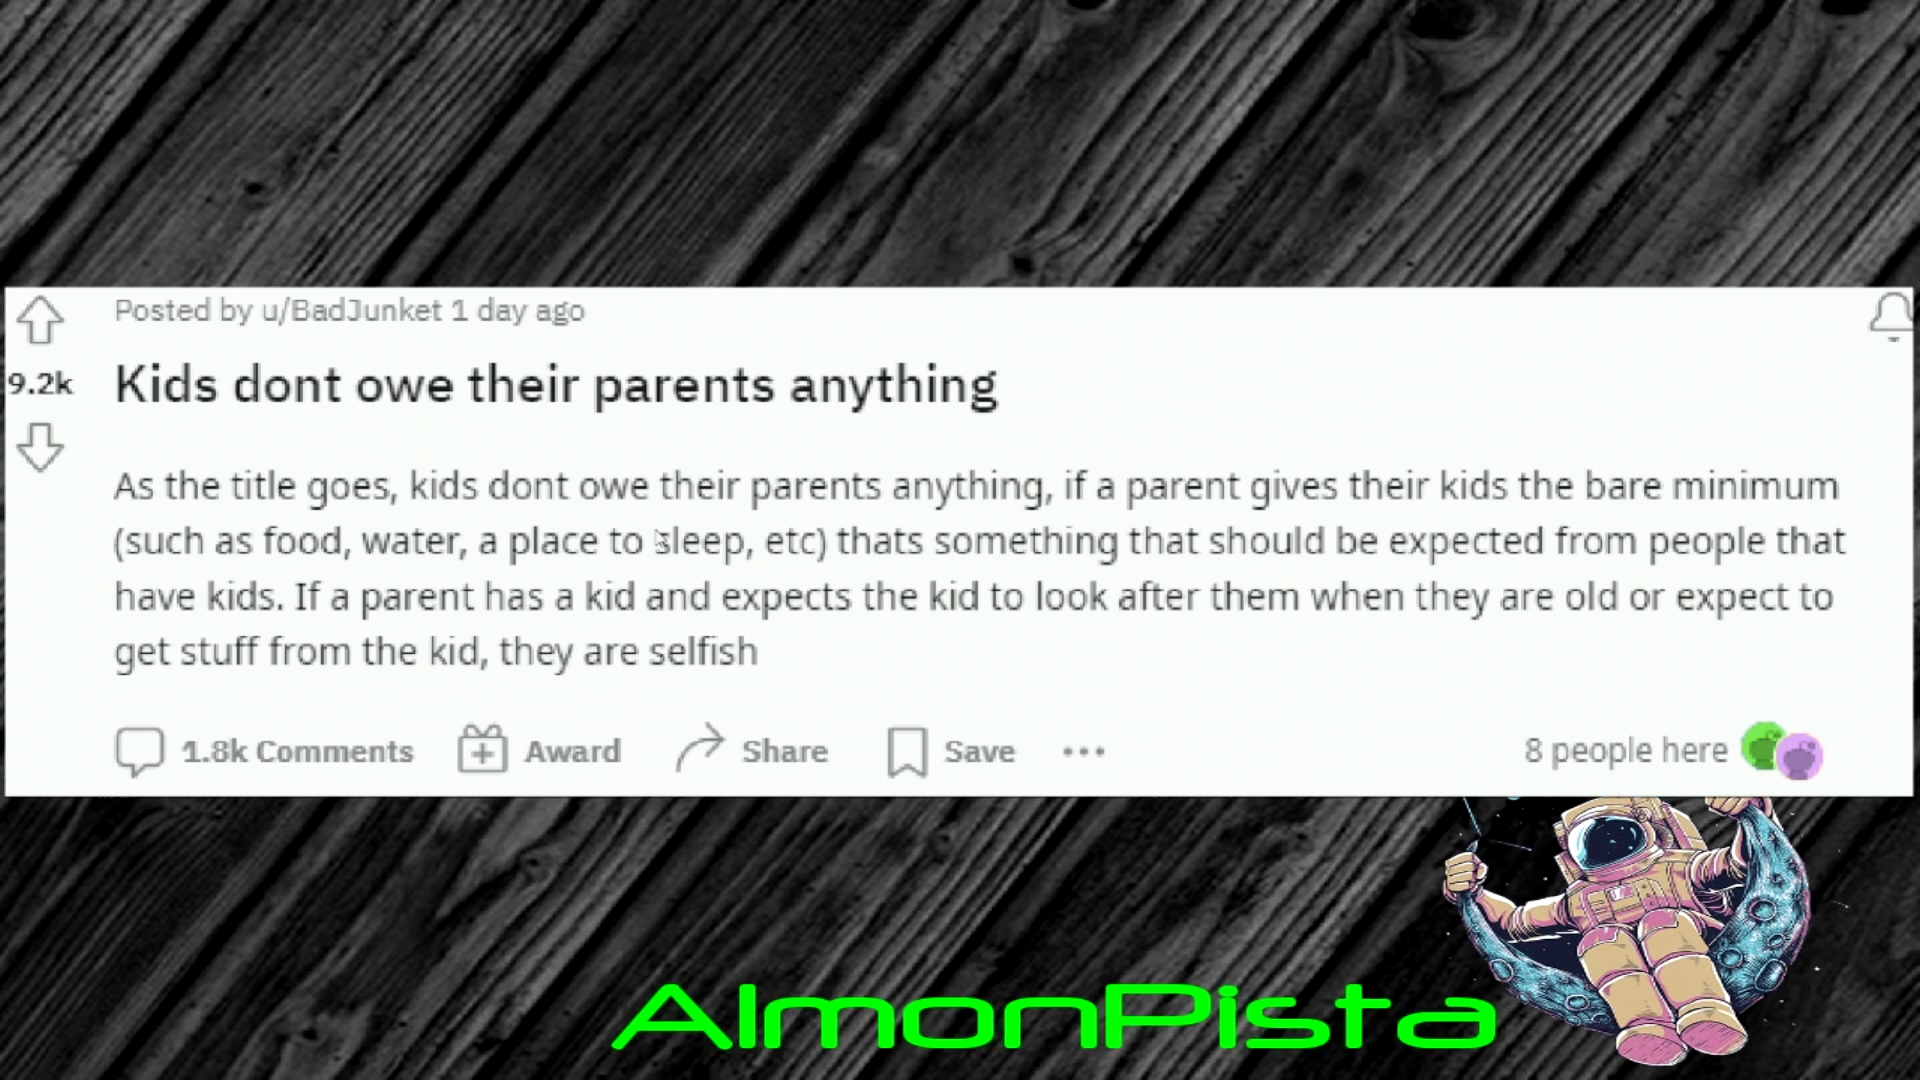 Posted by u/BadJunket 1 day ago
9.2k
Kids dont owe their parents anything
As the title goes, kids dont owe their parents anything, if a parent gives their kids the bare minimum
(such as food, water, a place to sleep, etc) thats something that should be expected from people that
have kids. If a parent has a kid and expects the kid to look after them when they are old or expect to
get stuff from the kid, they are selfish
1.8k Comments Award Share Save 8 people here
AlmonPista